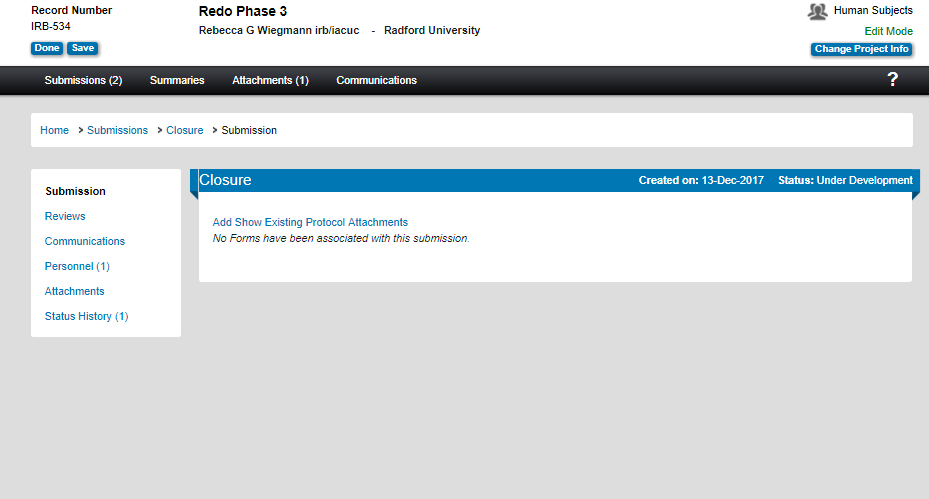 Record Number
IRB-534
Done Save
Redo Phase 3
Rebecca G Wiegmann irb/iacuc - Radford University
Human Subjects
Edit Mode
Change Project Info
Submissions (2) Summaries Attachments (1) Communications ?
Home > Submissions > Closure > Submission
Submission
Reviews
Communications
Personnel (1)
Attachments
Status History (1)
Closure Created on: 13-Dec-2017 Status: Under Development
Add Show Existing Protocol Attachments
No Forms have been associated with this submission.